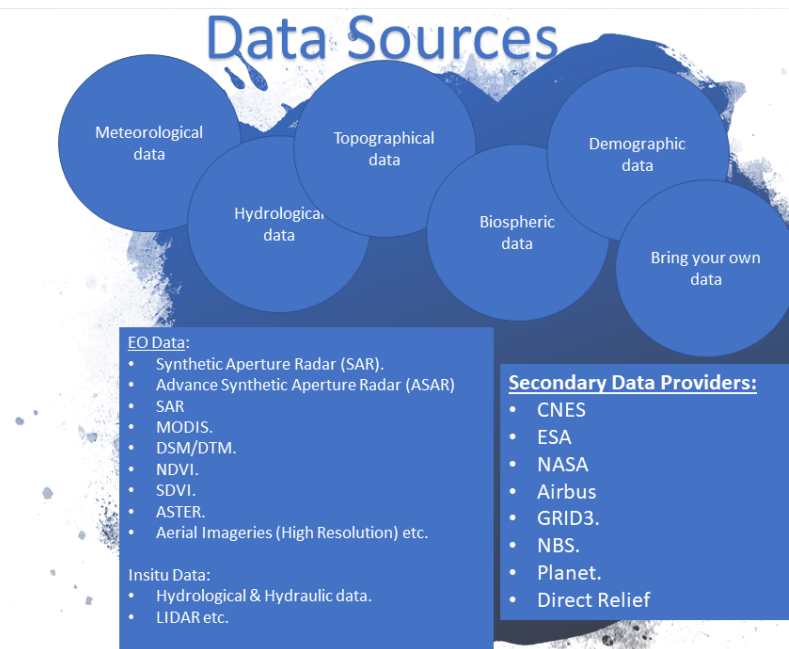 Data Sources
Meteorological
data
Hydrological
data
Topographical
data
Biospheric
data
Demographic
data
Bring your own
data
EO Data:
• Synthetic Aperture Radar (SAR).
• Advance Synthetic Aperture Radar (ASAR)
• SAR
• MODIS.
• DSM/DTM.
• NDVI.
• SDVI.
• ASTER.
• Aerial Imageries (High Resolution) etc.
Insitu Data:
• Hydrological & Hydraulic data.
• LIDAR etc.
Secondary Data Providers:
• CNES
• ESA
• NASA
• Airbus
• GRID3.
• NBS.
• Planet.
• Direct Relief